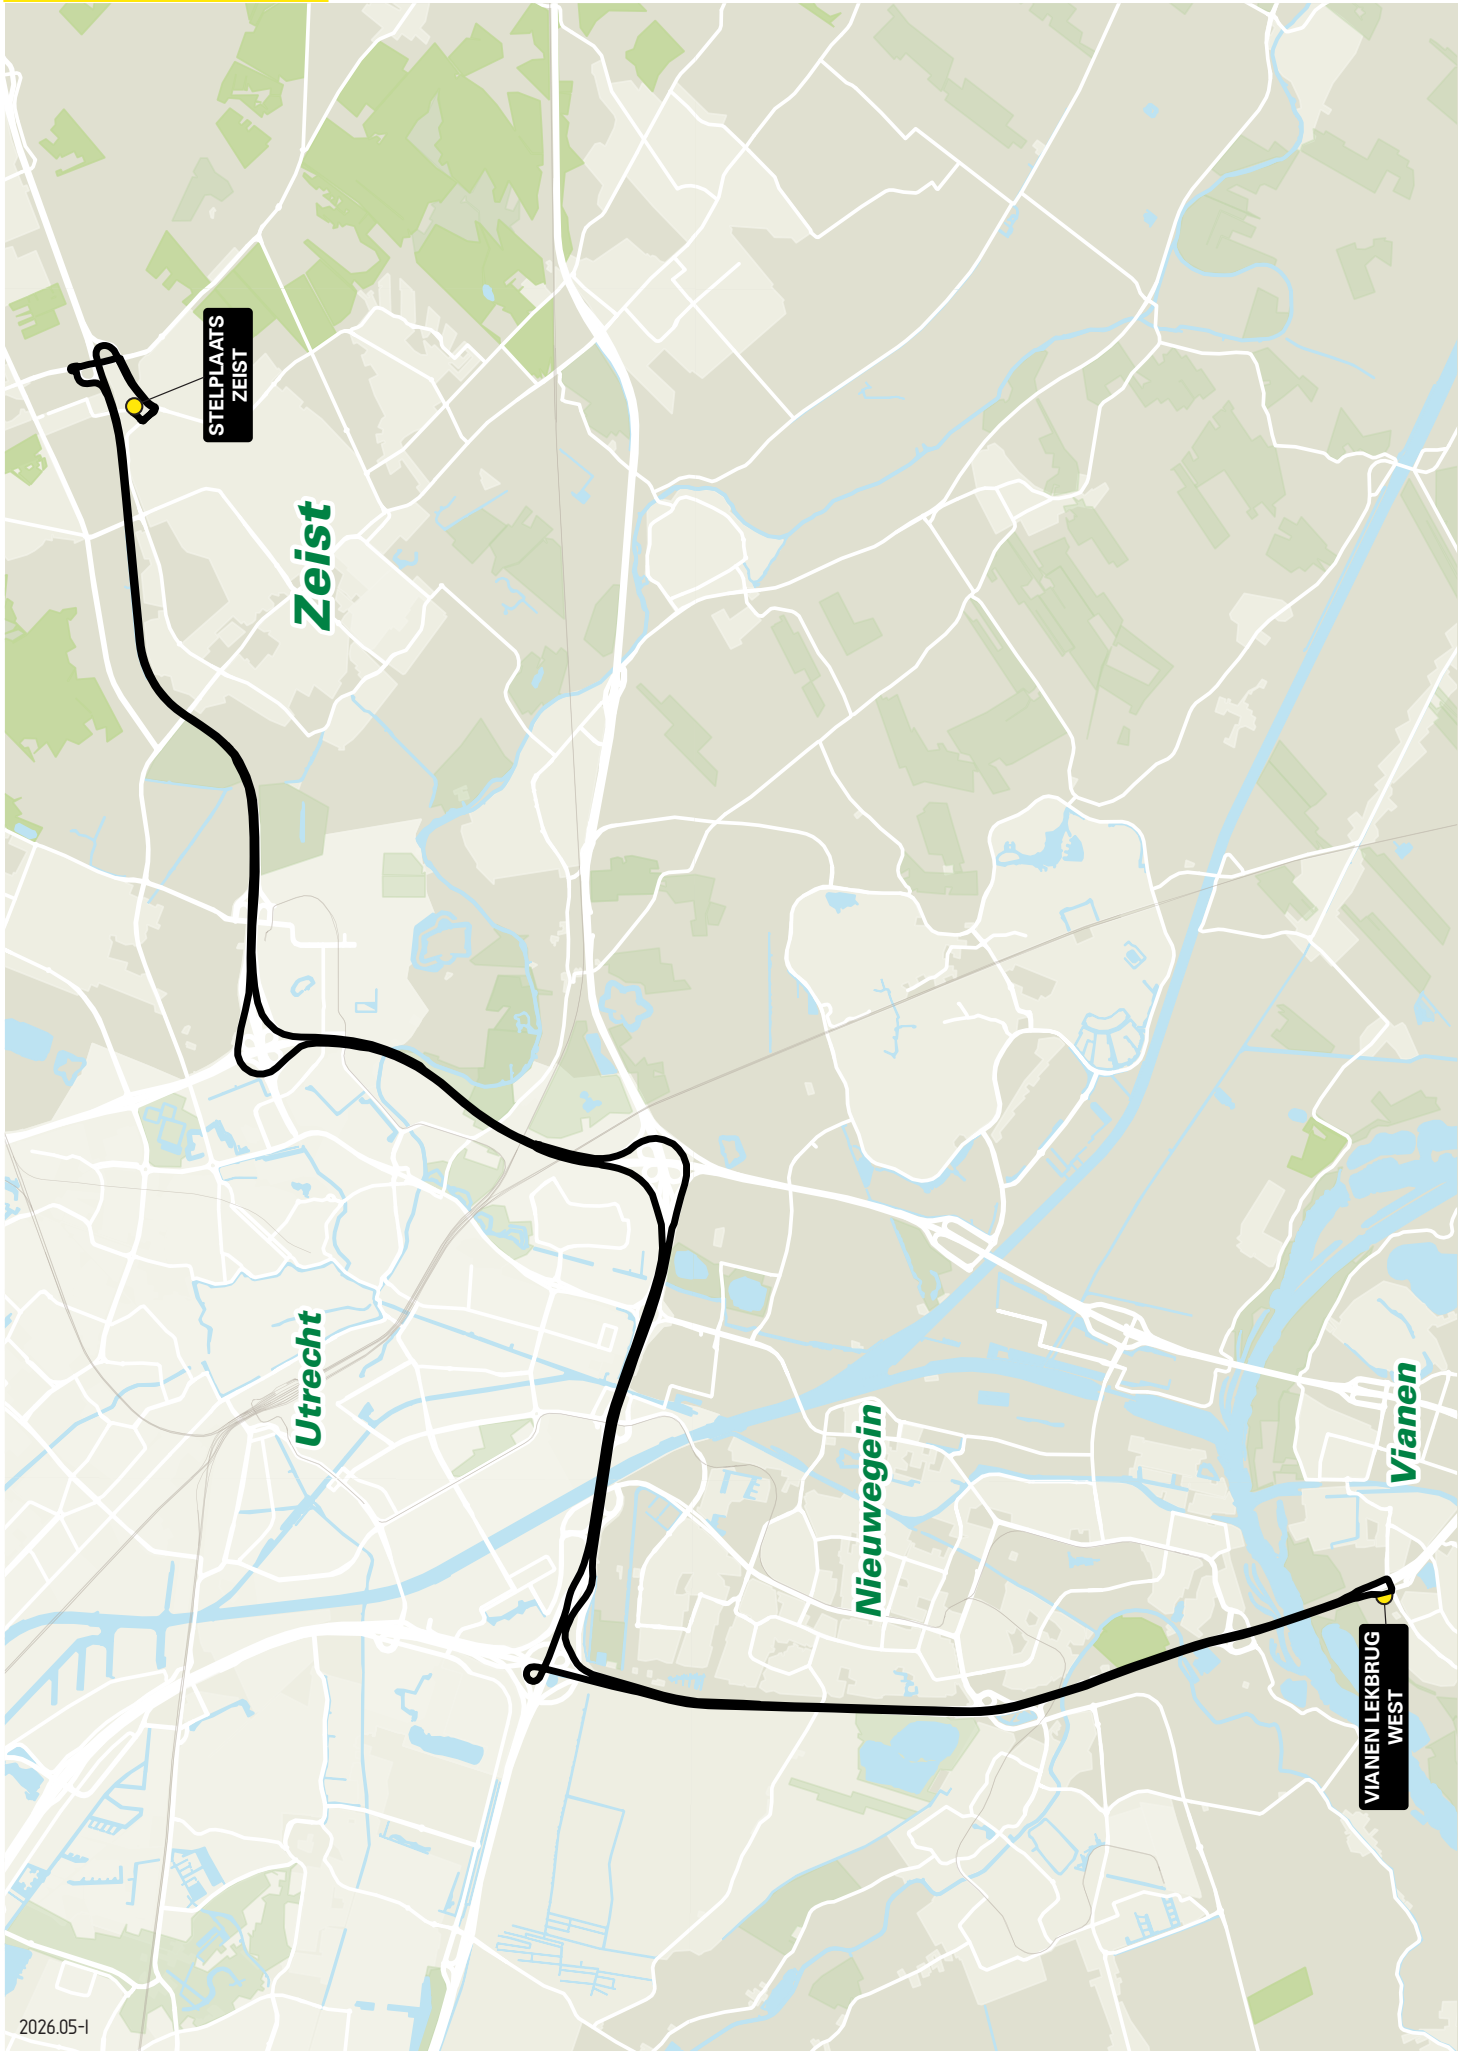 STELPLAATS
ZEIST
Zeist
Utrecht
Nieuwegein
Vianen
VIANEN LEKBRUG
WEST
2026.05-I